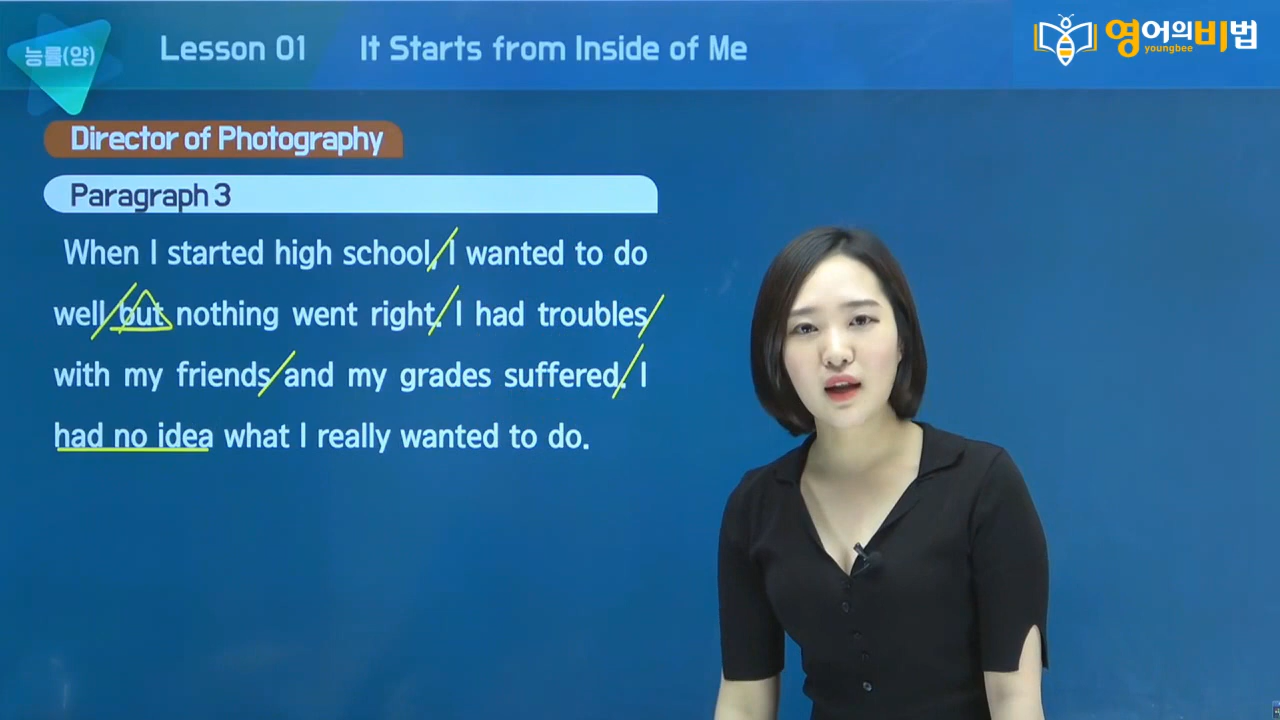 능률(양)
Lesson 01 It Starts from Inside of Me
영어의비법
youngbee
Director of Photography
Paragraph 3
When I started high school, I wanted to do
well but nothing went right. I had troubles
with my friends and my grades suffered. I
had no idea what I really wanted to do.